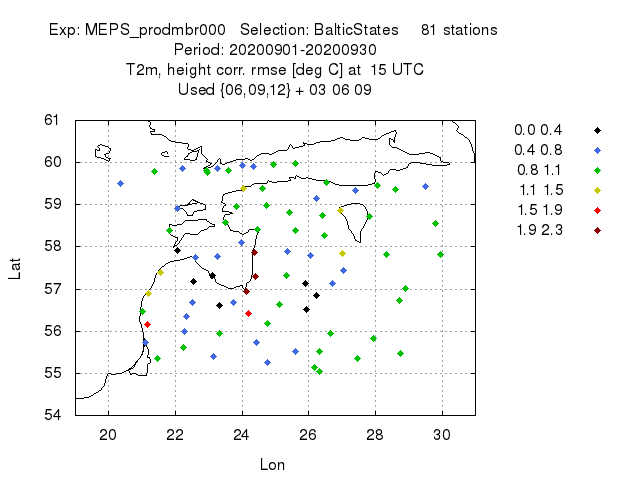 Exp: MEPS_prodmbr000 Selection: BalticStates 81 stations
Period: 20200901-20200930
T2m, height corr. rmse [deg C] at 15 UTC
Used {06,09,12} + 03 06 09
61
60
59
58
57
56
55
54
Lat
20 22 24 26 28 30
Lon
0.0 0.4
0.4 0.8
0.8 1.1
1.1 1.5
1.5 1.9
1.9 2.3